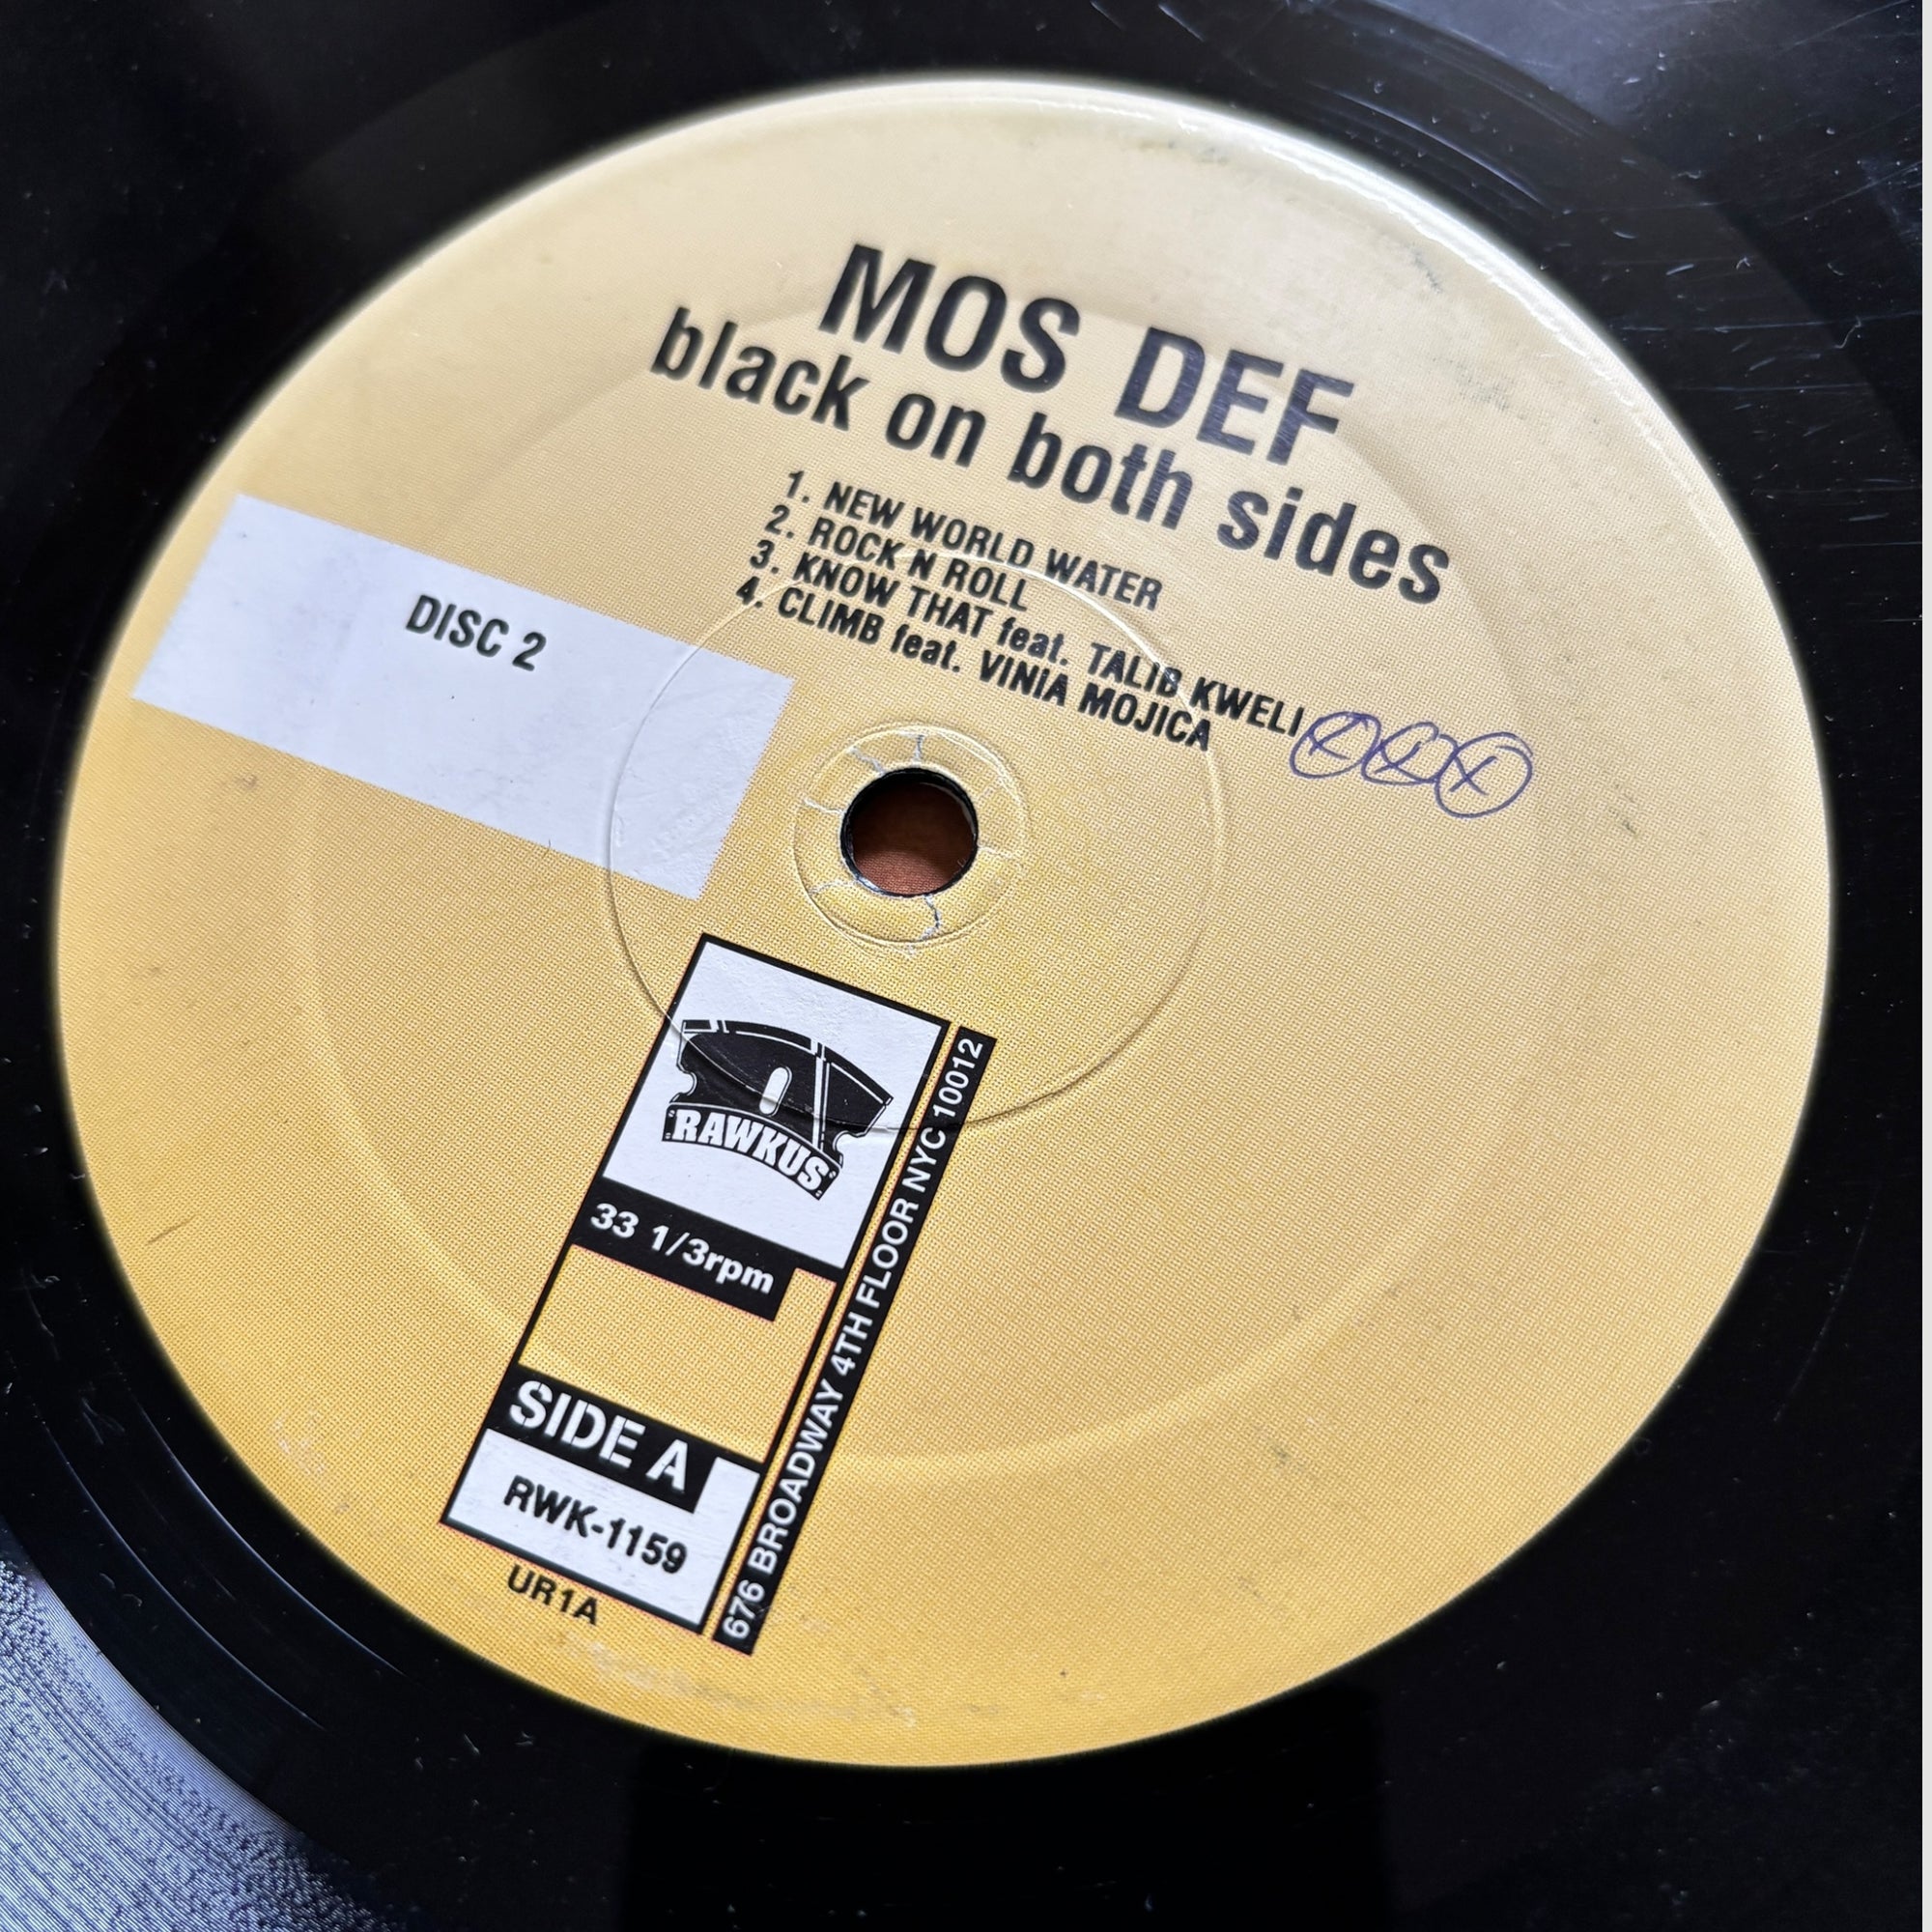 MOS DEF
black on both sides
1. NEW WORLD WATER
2. ROCK N ROLL
3. KNOW THAT feat. TALIB KWELI
4. CLIMB feat. VINIA MOJICA
DISC 2
RAWKUS
33 1/3rpm
SIDE A
RWK-1159
UR1A
676 BROADWAY 4TH FLOOR NYC 10012